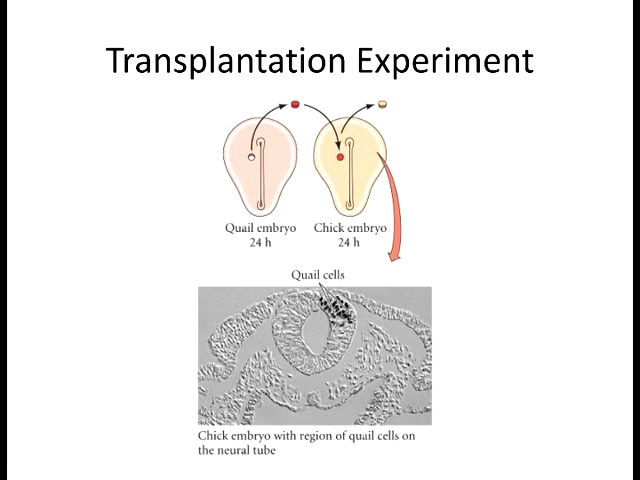 Transplantation Experiment
Quail embryo Chick embryo
24 h 24 h
Quail cells
Chick embryo with region of quail cells on
the neural tube